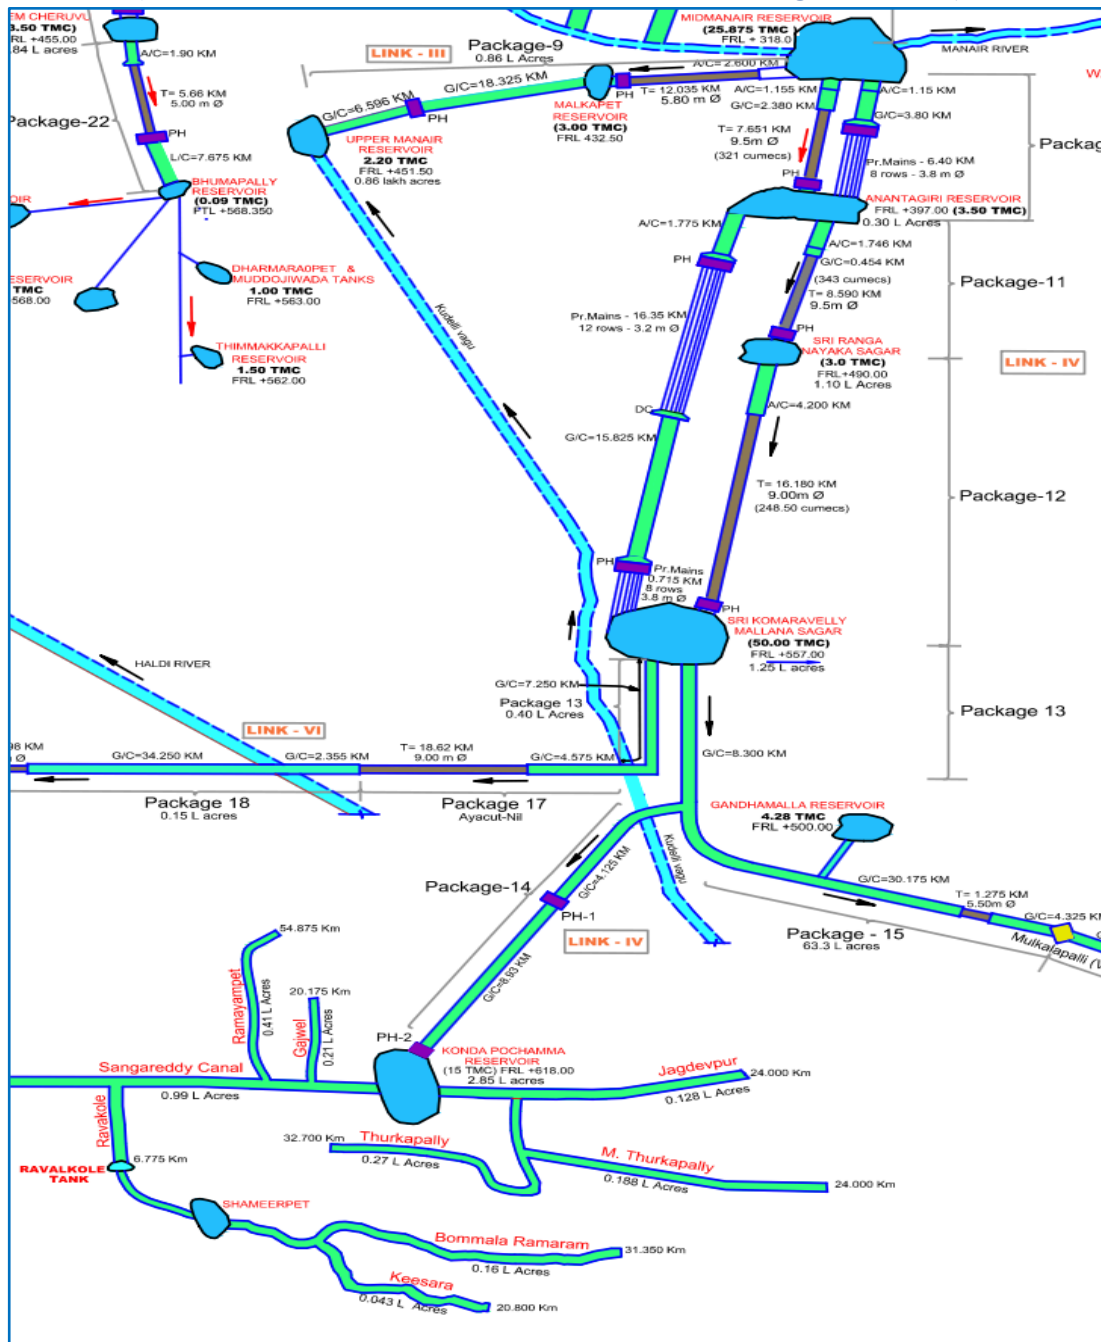 EM CHERUVU
3.50 TMC)
RL +455.00
.84 L acres
A/C=1.90 KM
T= 5.66 KM
5.00 m Ø
Package-22
PH
L/C=7.675 KM
BHUMAPALLY
RESERVOIR
(0.09 TMC)
PTL +568.350
OIR
ESERVOIR
TMC
568.00
DHARMARA0PET &
MUDDOJIWADA TANKS
1.00 TMC
FRL +563.00
THIMMAKKAPALLI
RESERVOIR
1.50 TMC
FRL +562.00
LINK - III
Package-9
0.86 L Acres
G/C=18.325 KM
G/C=6.596 KM
PH
UPPER MANAIR
RESERVOIR
2.20 TMC
FRL +451.50
0.86 lakh acres
MALKAPET
RESERVOIR
(3.00 TMC)
FRL 432.50
PH
T= 12.035 KM
5.80 m Ø
A/C= 2.600 KM
MIDMANAIR RESERVOIR
(25.875 TMC )
FRL + 318.0
MANAIR RIVER
A/C=1.155 KM
G/C=2.380 KM
T= 7.651 KM
9.5m Ø
(321 cumecs)
PH
A/C=1.15 KM
G/C= 3.80 KM
Pr.Mains - 6.40 KM
8 rows - 3.8 m Ø
Packag
ANANTAGIRI RESERVOIR
FRL +397.00 (3.50 TMC)
0.30 L Acres
A/C=1.775 KM
PH
Pr.Mains - 16.35 KM
12 rows - 3.2 m Ø
DC
G/C=15.825KM
PH
Pr.Mains
0.715 KM
8 rows
3.8 m Ø
A/C=1.746 KM
G/C=0.454 KM
(343 cumecs)
T= 8.590 KM
9.5m Ø
PH
Package-11
SRI RANGA
NAYAKA SAGAR
(3.0 TMC)
FRL+490.00
1.10 L Acres
LINK - IV
A/C=4.200 KM
T= 16.180 KM
9.00m Ø
(248.50 cumecs)
Package-12
PH
SRI KOMARAVELLY
MALLANA SAGAR
(50.00 TMC)
FRL +557.00
1.25 L acres
Kudelli vagu
HALDI RIVER
G/C=7.250 KM
Package 13
0.40 L Acres
Package 13
G/C=8.300 KM
LINK - VI
98 KM
G/C=34.250 KM
G/C=2.355 KM
T= 18.62 KM
9.00 m Ø
G/C=4.575 KM
Package 18
0.15 L acres
Package 17
Ayacut-Nil
GANDHAMALLA RESERVOIR
4.28 TMC
FRL +500.00
Kudelli vagu
G/C=4.125 KM
Package-14
PH-1
LINK - IV
G/C=8.93 KM
G/C=30.175 KM
T= 1.275 KM
5.50m Ø
G/C=4.325 KM
Package - 15
63.3 L acres
Mulkalapalli (V
54.875 Km
Ramayampet
0.41 L Acres
20.175 Km
Gajwel
0.21 L Acres
PH-2
KONDA POCHAMMA
RESERVOIR
(15 TMC) FRL +618.00
2.85 L acres
Sangareddy Canal
0.99 L Acres
Jagdevpur
24.000 Km
0.128 L Acres
Ravakole
32.700 Km
Thurkapally
0.27 L Acres
M. Thurkapally
0.188 L Acres
24.000 Km
RAVALKOLE
TANK
6.775 Km
SHAMEERPET
Bommala Ramaram
31.350 Km
0.16 L Acres
Keesara
0.043 L Acres
20.800 Km